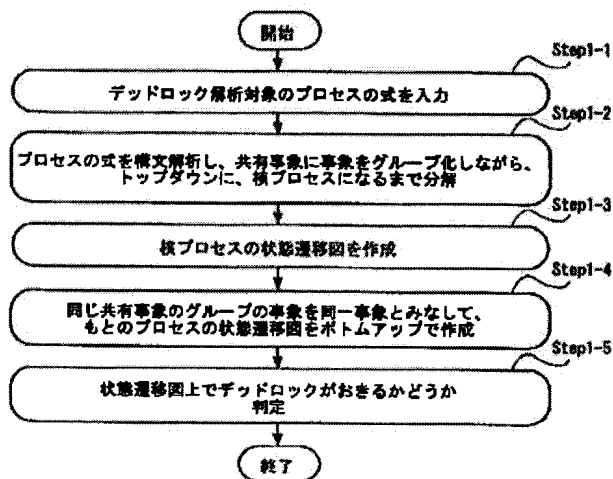 開始
Step1-1
デッドロック解析対象のプロセスの式を入力
Step1-2
プロセスの式を構文解析し、共有事象に事象をグループ化しながら、
トップダウンに、核プロセスになるまで分解
Step1-3
核プロセスの状態遷移図を作成
Step1-4
同じ共有事象のグループの事象を同一事象とみなして、
もとのプロセスの状態遷移図をボトムアップで作成
Step1-5
状態遷移図上でデッドロックがおきるかどうか
判定
終了